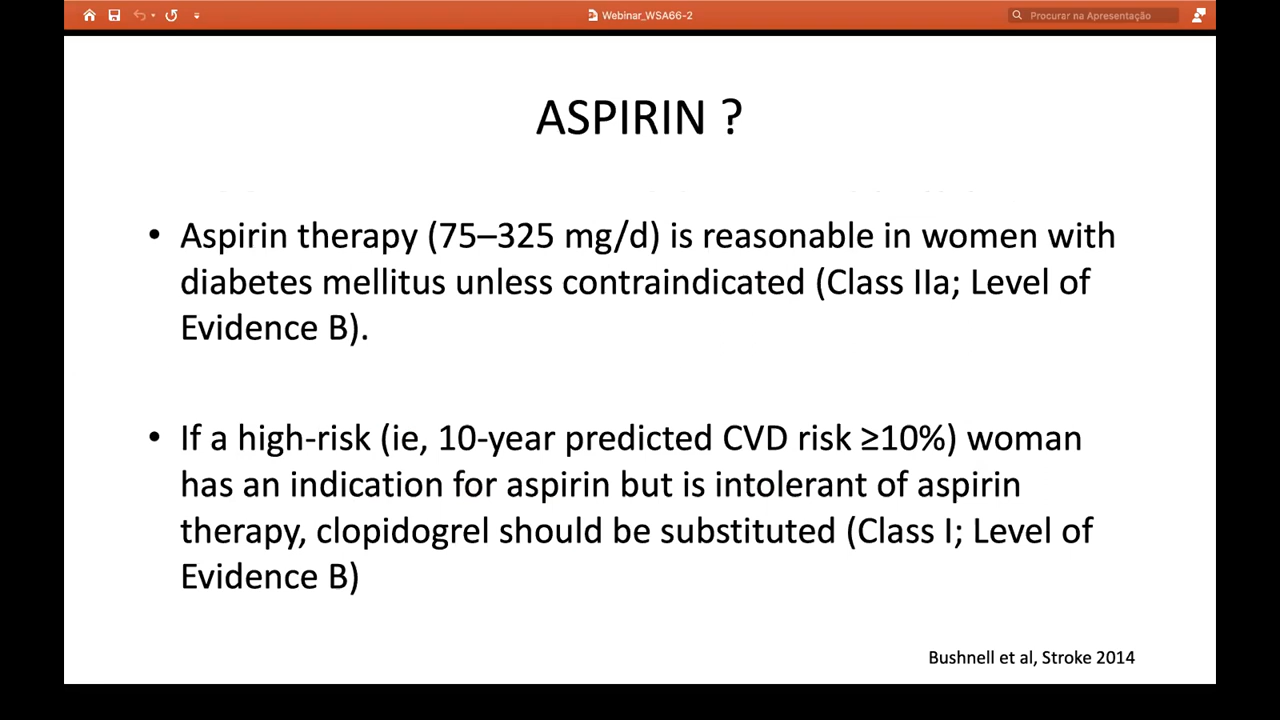 Webinar_WSA66-2
Procurar na Apresentação
ASPIRIN ?
• Aspirin therapy (75–325 mg/d) is reasonable in women with
diabetes mellitus unless contraindicated (Class IIa; Level of
Evidence B).
• If a high-risk (ie, 10-year predicted CVD risk ≥10%) woman
has an indication for aspirin but is intolerant of aspirin
therapy, clopidogrel should be substituted (Class I; Level of
Evidence B)
Bushnell et al, Stroke 2014